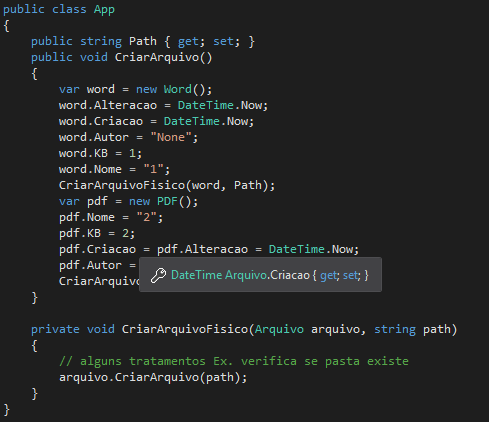 public class App
{
public string Path { get; set; }
public void CriarArquivo()
{
var word = new Word();
word.Alteracao = DateTime.Now;
word.Criacao = DateTime.Now;
word.Autor = "None";
word.KB = 1;
word.Nome = "1";
CriarArquivoFisico(word, Path);
var pdf = new PDF();
pdf.Nome = "2";
pdf.KB = 2;
pdf.Criacao = pdf.Alteracao = DateTime.Now;
pdf.Autor =
DateTime Arquivo.Criacao { get; set; }
CriarArquivo
}
private void CriarArquivoFisico(Arquivo arquivo, string path)
{
// alguns tratamentos Ex. verifica se pasta existe
arquivo.CriarArquivo(path);
}
}